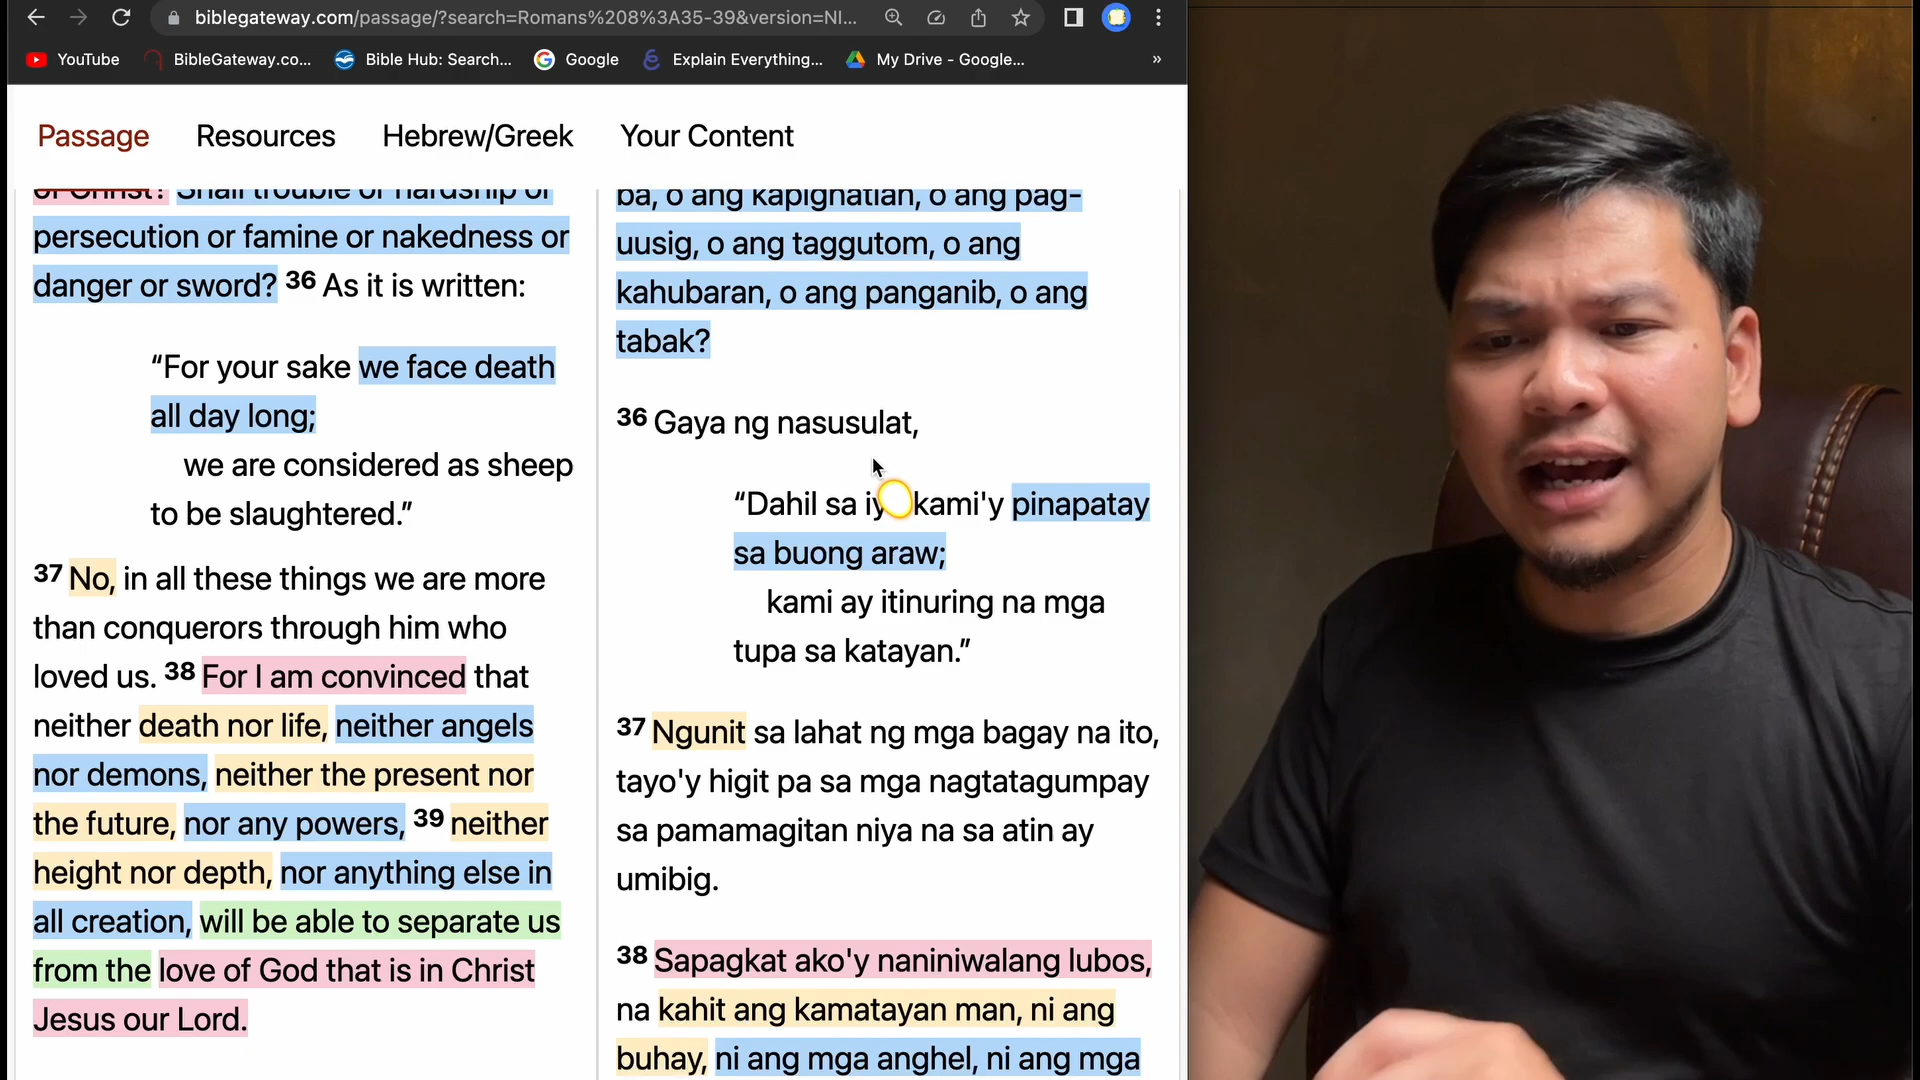 biblegateway.com/passage/?search=Romans%208%3A35-39&version=NI...
YouTube
BibleGateway.co...
Bible Hub: Search...
Google
Explain Everything...
My Drive - Google...
»
Passage
Resources
Hebrew/Greek
Your Content
of Christ? Shall trouble or hardship or
persecution or famine or nakedness or
danger or sword? 36 As it is written:
“For your sake we face death
all day long;
we are considered as sheep
to be slaughtered.”
37 No, in all these things we are more
than conquerors through him who
loved us. 38 For I am convinced that
neither death nor life, neither angels
nor demons, neither the present nor
the future, nor any powers, 39 neither
height nor depth, nor anything else in
all creation, will be able to separate us
from the love of God that is in Christ
Jesus our Lord.
ba, o ang kapighatian, o ang pag-
uusig, o ang taggutom, o ang
kahubaran, o ang panganib, o ang
tabak?
36 Gaya ng nasusulat,
“Dahil sa kami'y pinapatay
sa buong araw;
kami ay itinuring na mga
tupa sa katayan.”
37 Ngunit sa lahat ng mga bagay na ito,
tayo'y higit pa sa mga nagtatagumpay
sa pamamagitan niya na sa atin ay
umibig.
38 Sapagkat ako'y naniniwalang lubos,
na kahit ang kamatayan man, ni ang
buhay, ni ang mga anghel, ni ang mga